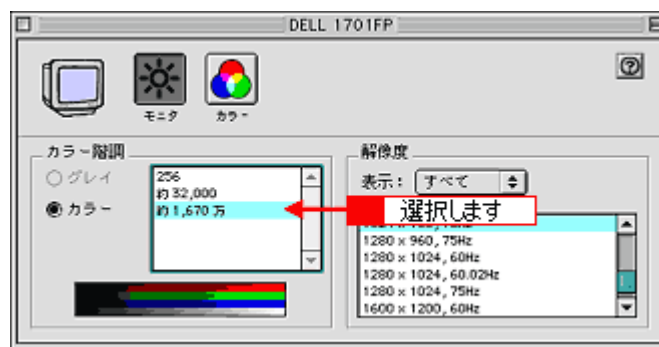 DELL 1701FP
モニタ
カラー
カラー階調
グレイ
カラー
256
約 32,000
約 1,670 万
解像度
表示: すべて
選択します
1280 x 960, 75Hz
1280 x 1024, 60Hz
1280 x 1024, 60.02Hz
1280 x 1024, 75Hz
1600 x 1200, 60Hz